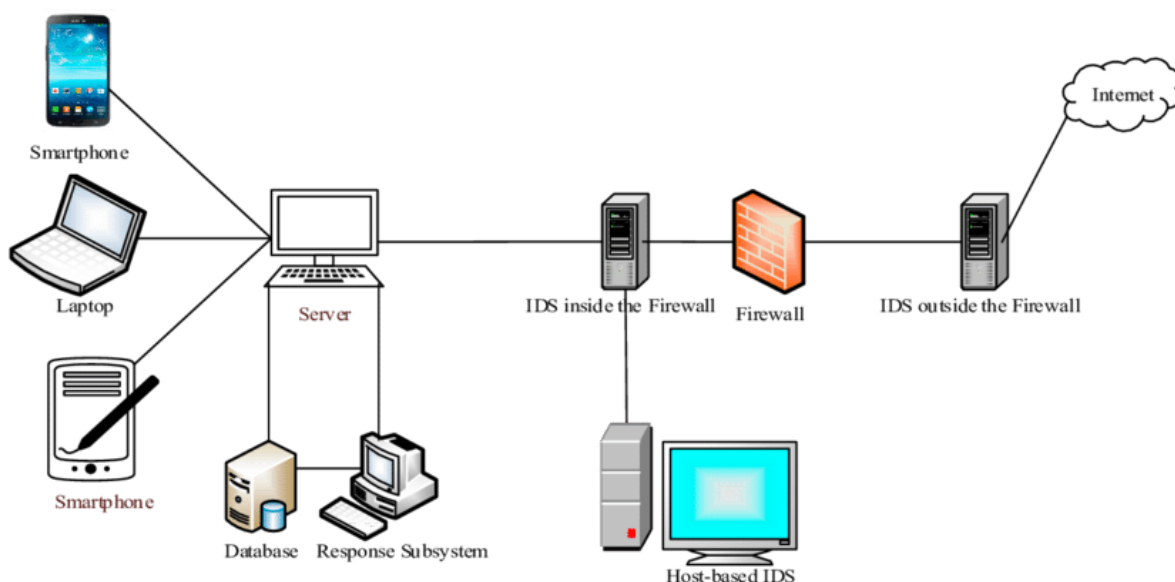 Internet
Smartphone
Laptop
Server
IDS inside the Firewall
Firewall
IDS outside the Firewall
Smartphone
Database
Response Subsystem
Host-based IDS